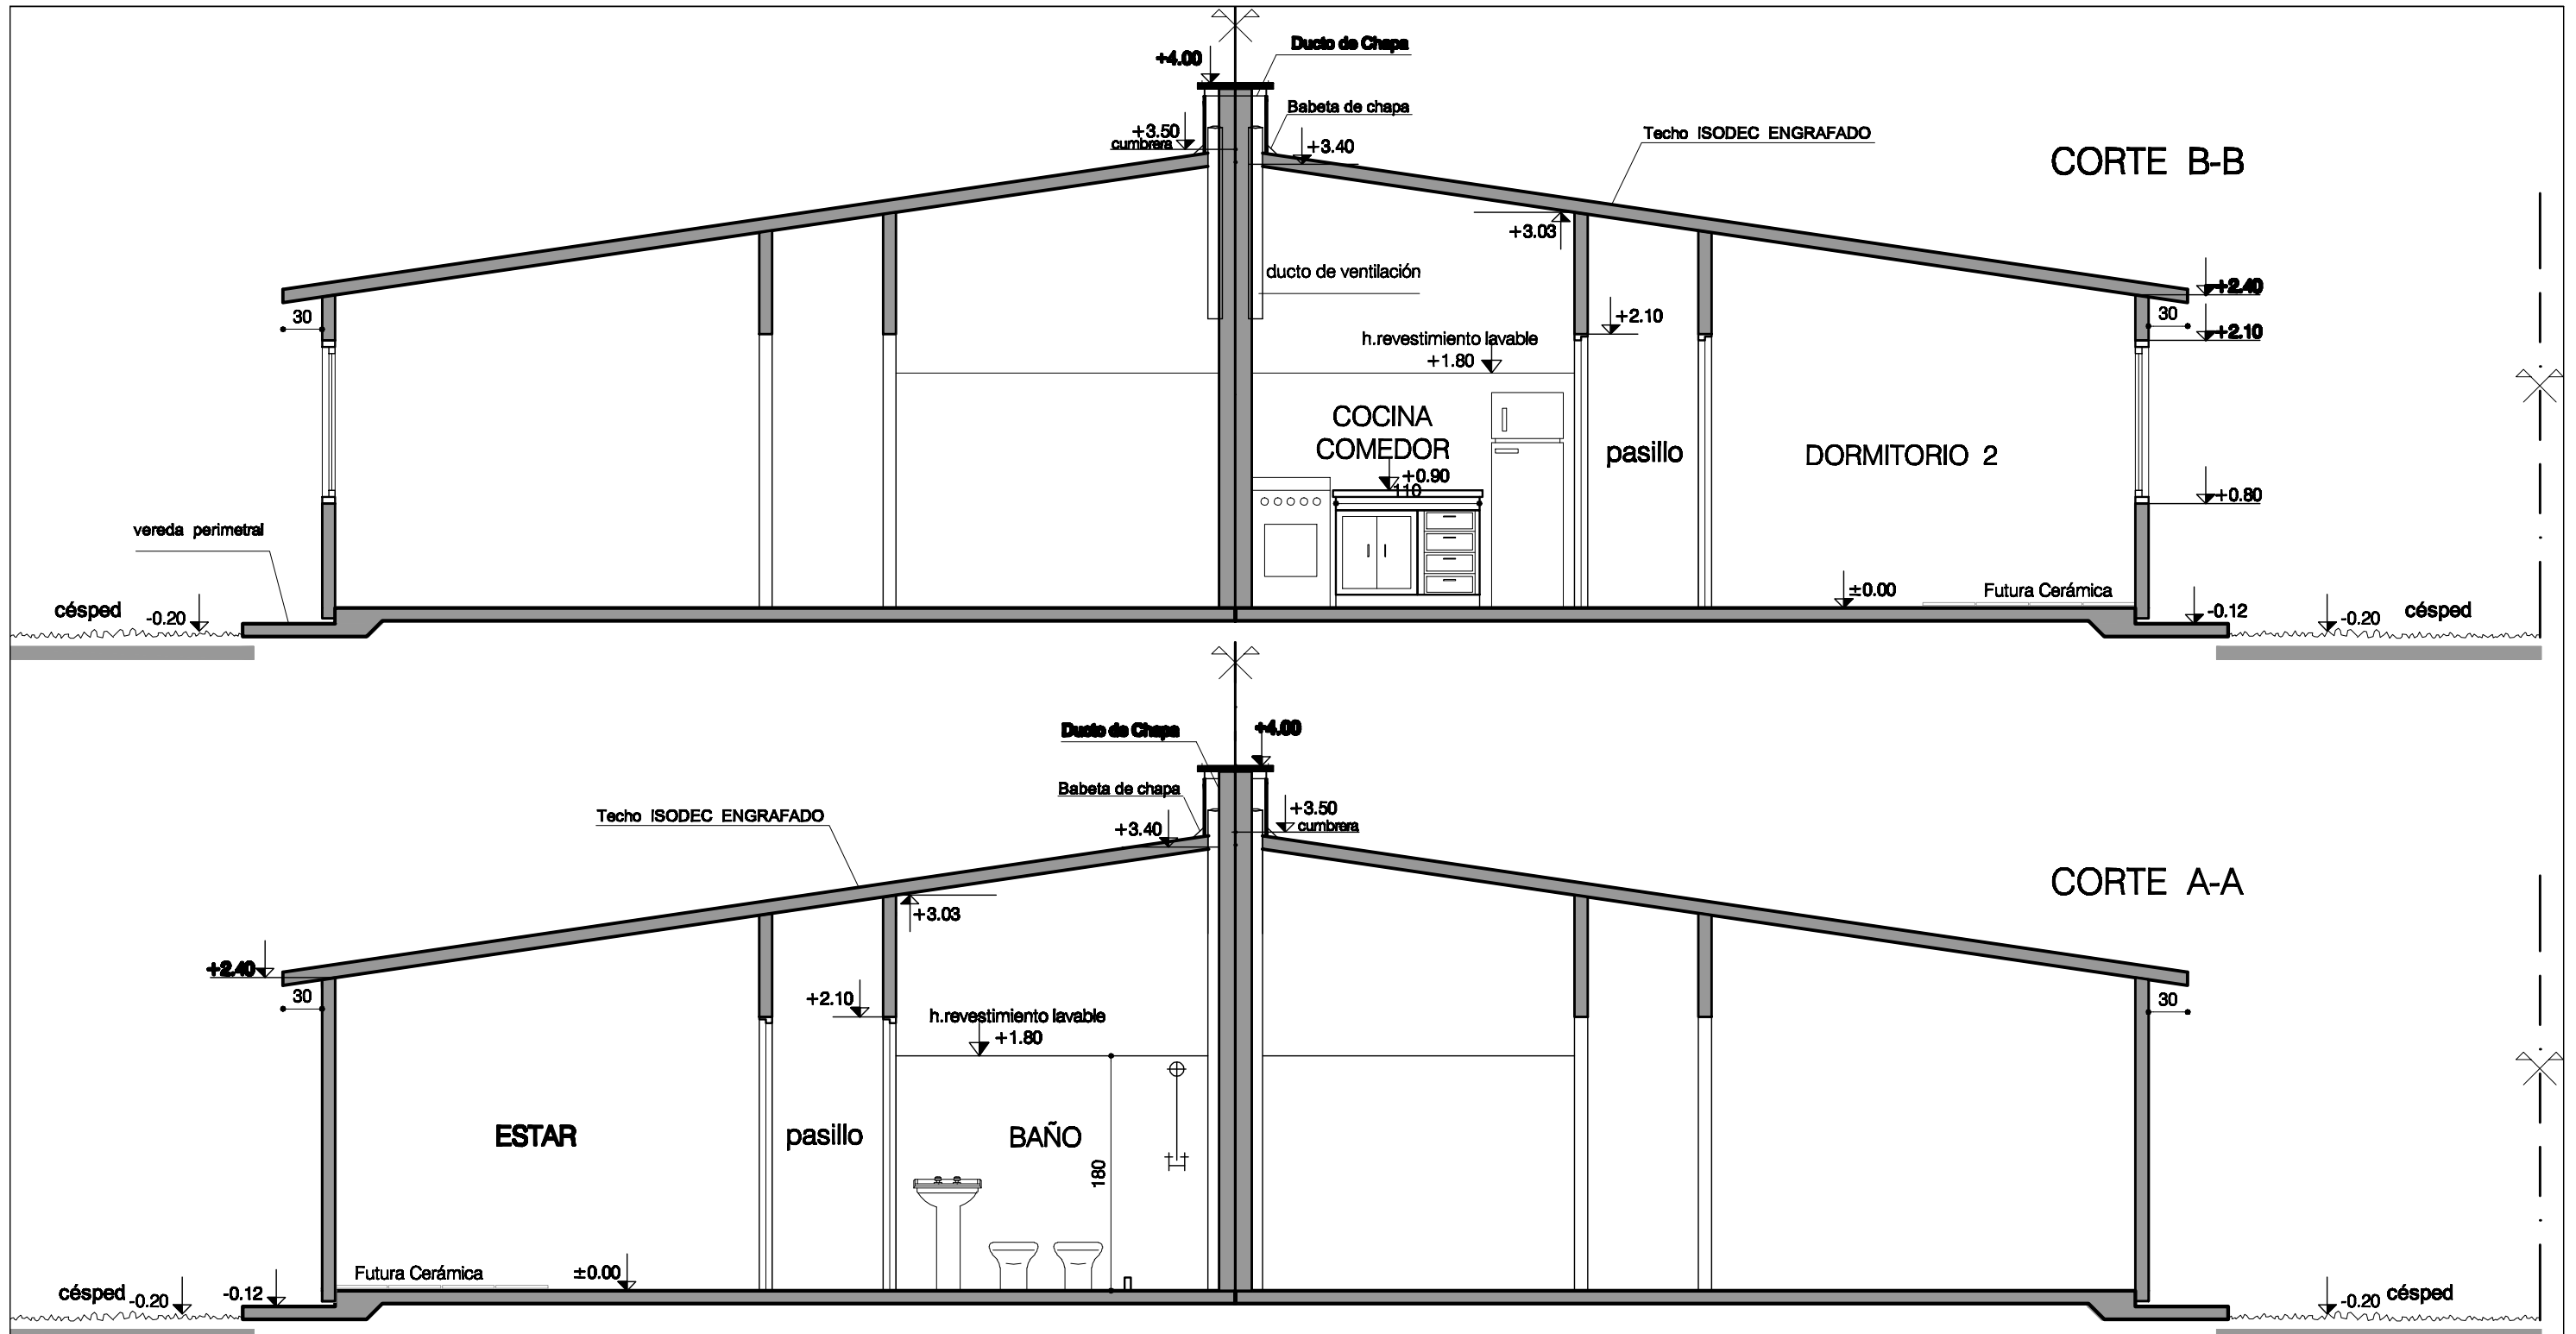 Ducto de Chapa
+4.00
Babeta de chapa
+3.50
cumbrera
+3.40
Techo ISODEC ENGRAFADO
CORTE B-B
+3.03
ducto de ventilación
+2.40
30
30
+2.10
+2.10
h.revestimiento lavable
+1.80
COCINA
COMEDOR
pasillo
DORMITORIO 2
+0.90
110
+0.80
vereda perimetral
±0.00
Futura Cerámica
césped
-0.20
-0.12
-0.20
césped
Ducto de Chapa
+4.00
Babeta de chapa
+3.50
cumbrera
Techo ISODEC ENGRAFADO
+3.40
CORTE A-A
+3.03
+2.40
30
30
+2.10
h.revestimiento lavable
+1.80
ESTAR
pasillo
BAÑO
180
Futura Cerámica
±0.00
césped
-0.20
-0.12
-0.20
césped